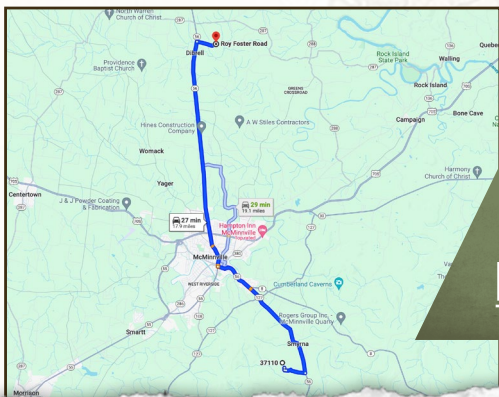 North Warren
Church of Christ
Roy Foster Road
Dibrell
Providence
Baptist Church
Rock Island
State Park
Walling
Quebec
GREENS
CROSSROAD
Rock Island
Hines Construction
Company
A W Stiles Contractors
Campaign
Bone Cave
Womack
Yager
Harmony
Church of Christ
Centertown
J & J Powder Coating
& Fabrication
29 min
19.1 miles
27 min
17.9 miles
Hampton Inn
McMinnville
McMinnville
WEST RIVERSIDE
Cumberland Caverns
Rogers Group Inc. -
McMinnville Quarry
Smartt
Smyrna
37110
Morrison